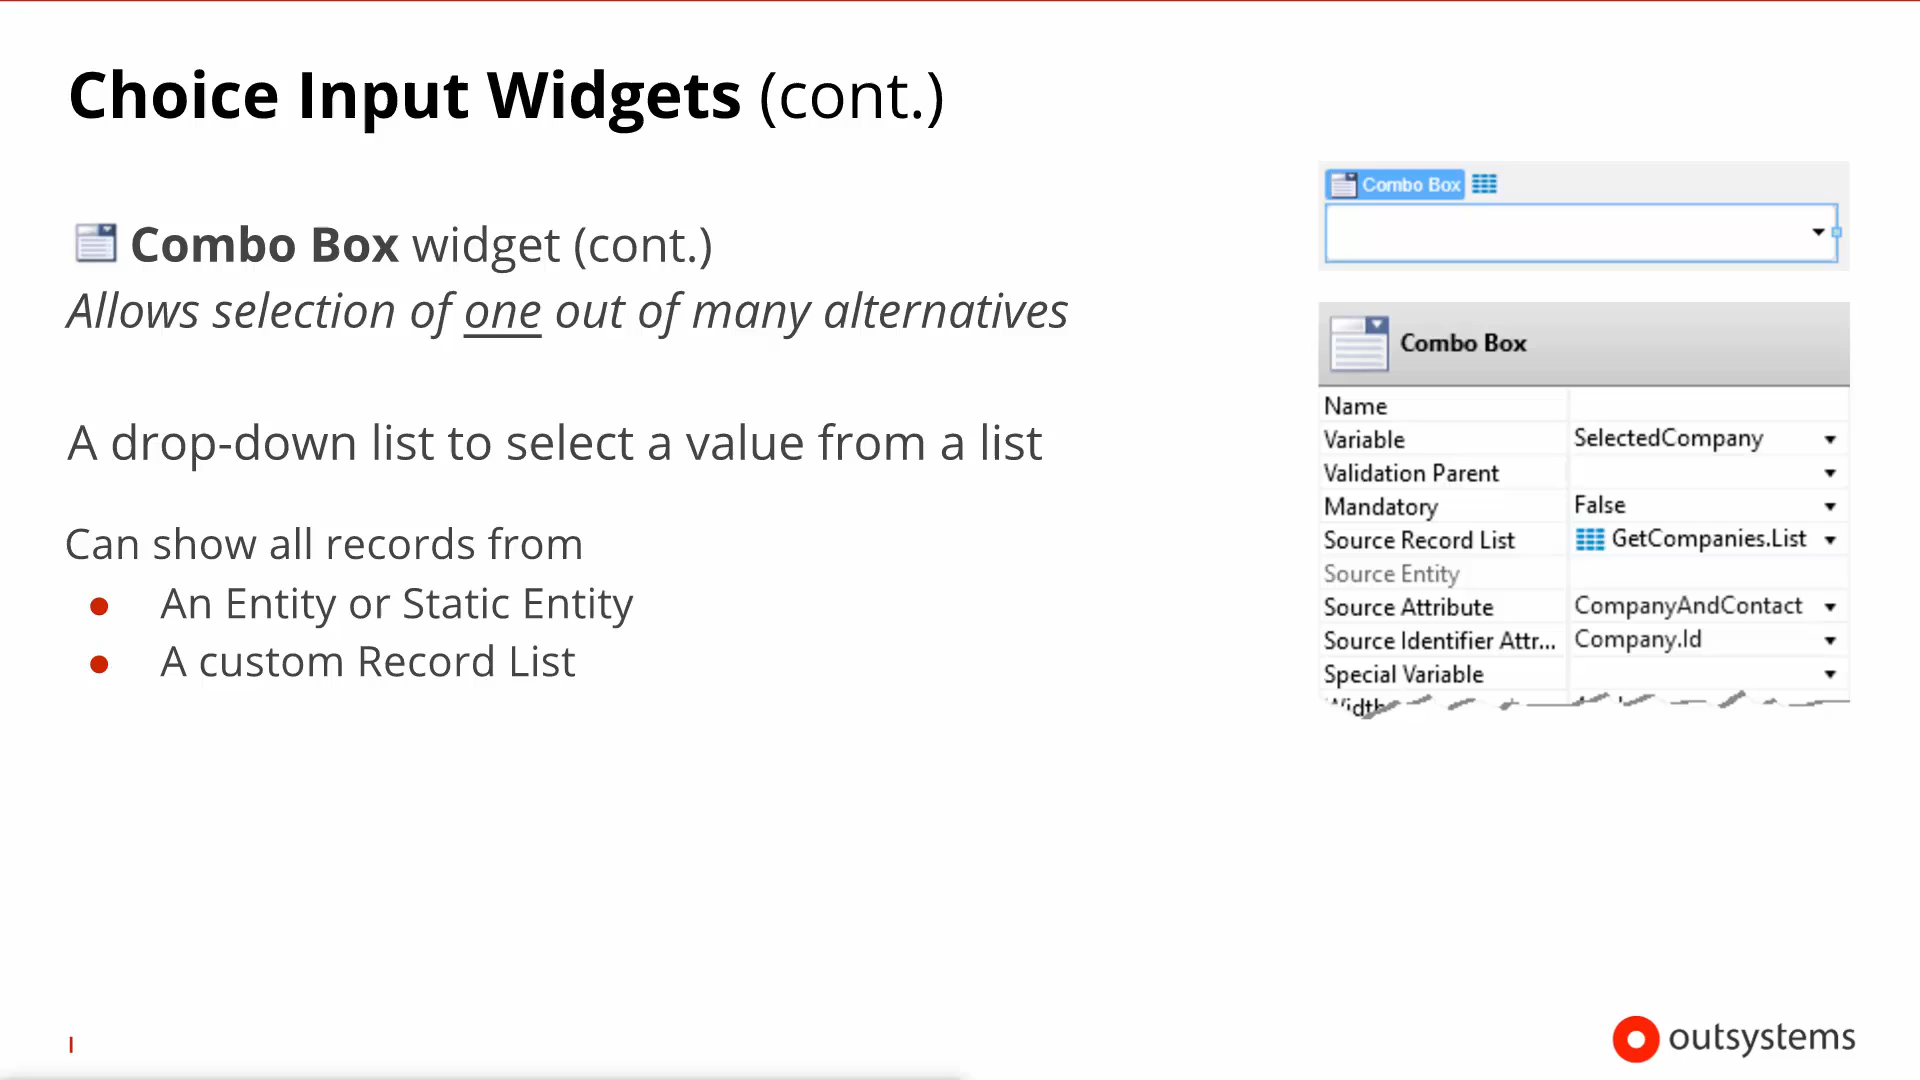 Choice Input Widgets (cont.)
Combo Box widget (cont.)
Allows selection of one out of many alternatives
A drop-down list to select a value from a list
Can show all records from
● An Entity or Static Entity
● A custom Record List
Combo Box
Combo Box
Name
Variable SelectedCompany
Validation Parent
Mandatory False
Source Record List GetCompanies.List
Source Entity
Source Attribute CompanyAndContact
Source Identifier Attr... Company.Id
Special Variable
Width
I
outsystems